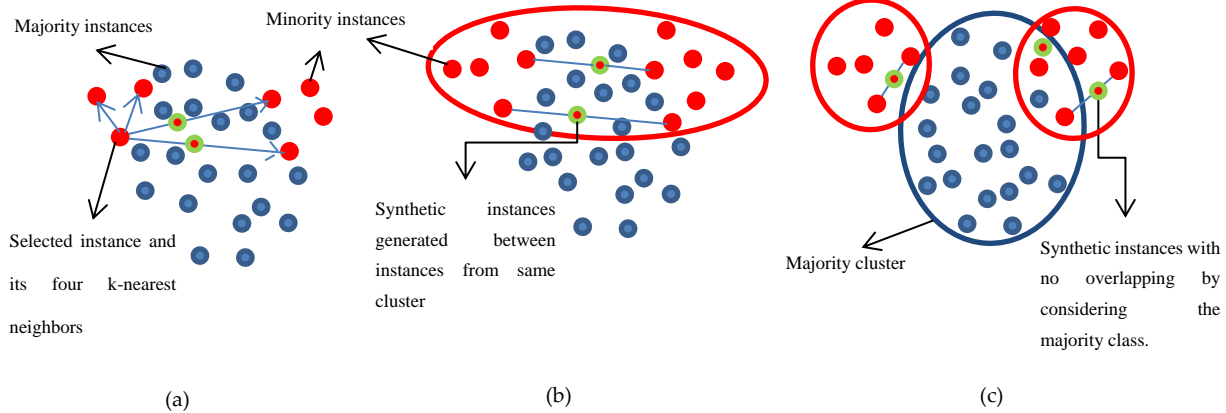 Majority instances
Minority instances
Selected instance and
its four k-nearest
neighbors
(a)
Synthetic instances
generated between
instances from same
cluster
(b)
Majority cluster
Synthetic instances with
no overlapping by
considering the
majority class.
(c)